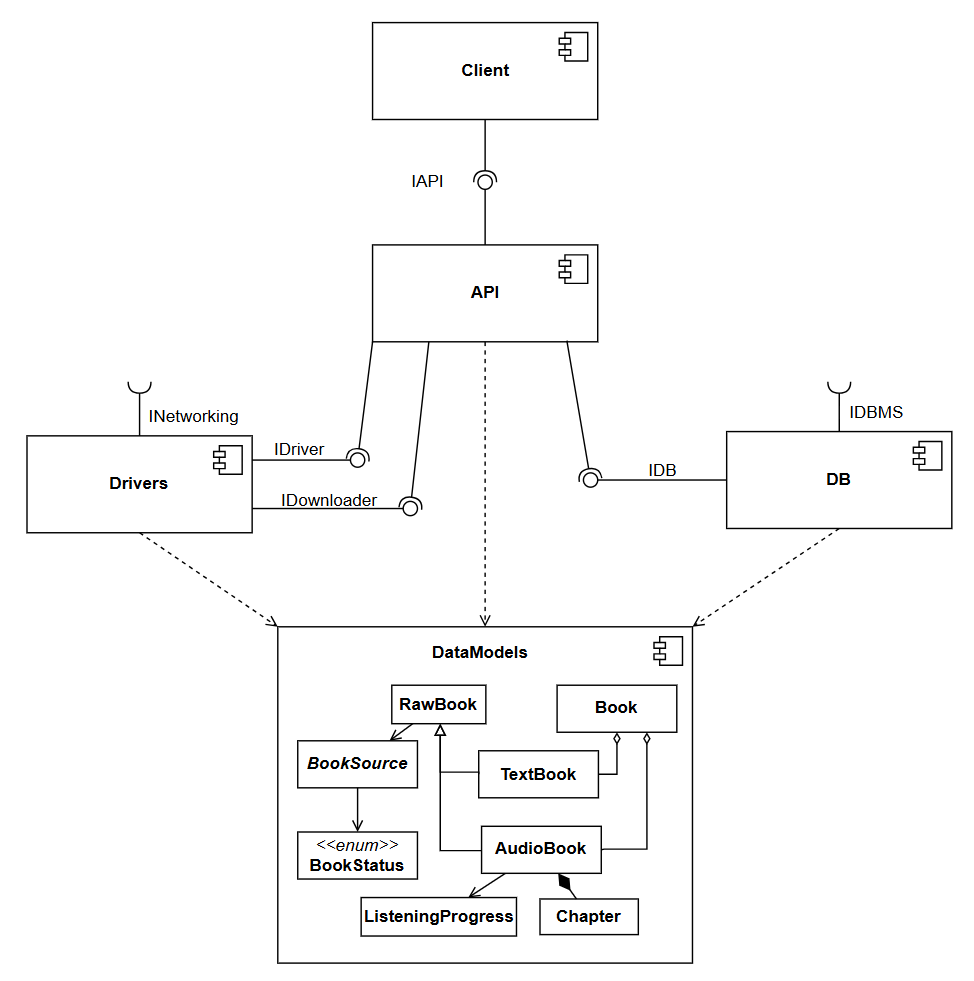 Client
IAPI
API
INetworking
IDBMS
IDriver
Drivers
IDownloader
IDB
DB
DataModels
RawBook
Book
BookSource
TextBook
<<enum>>
BookStatus
AudioBook
ListeningProgress
Chapter